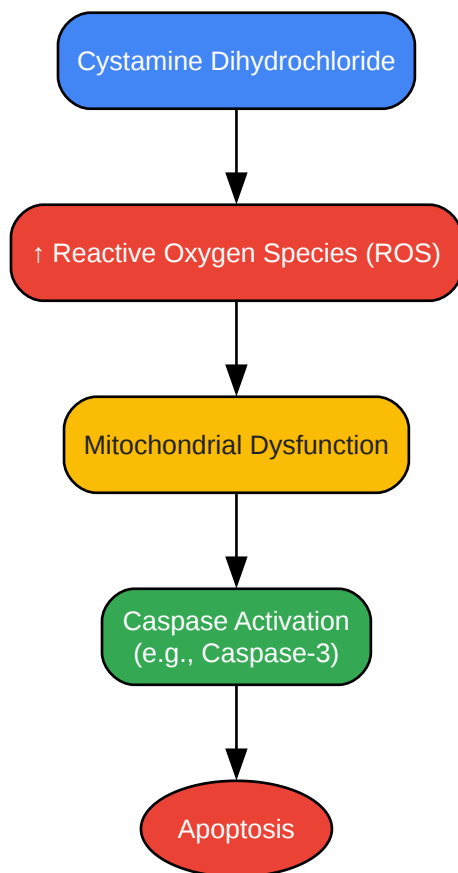 Cystamine Dihydrochloride
↑ Reactive Oxygen Species (ROS)
Mitochondrial Dysfunction
Caspase Activation
(e.g., Caspase-3)
Apoptosis